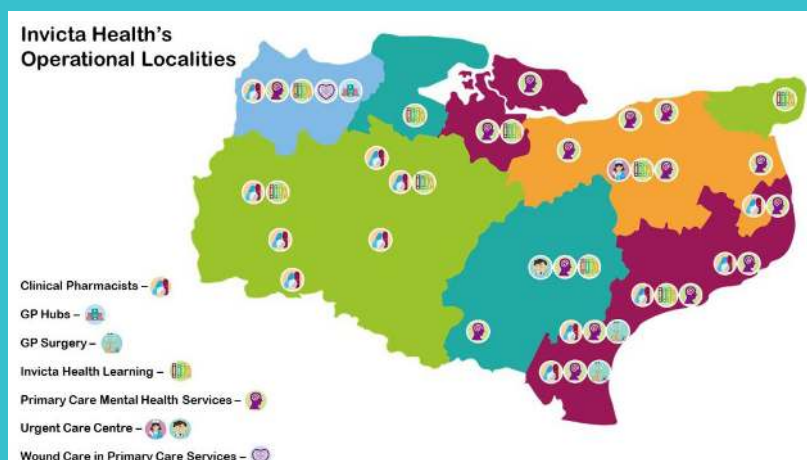 Invicta Health's
Operational Localities
Clinical Pharmacists –
GP Hubs –
GP Surgery –
Invicta Health Learning –
Primary Care Mental Health Services –
Urgent Care Centre –
Wound Care in Primary Care Services –